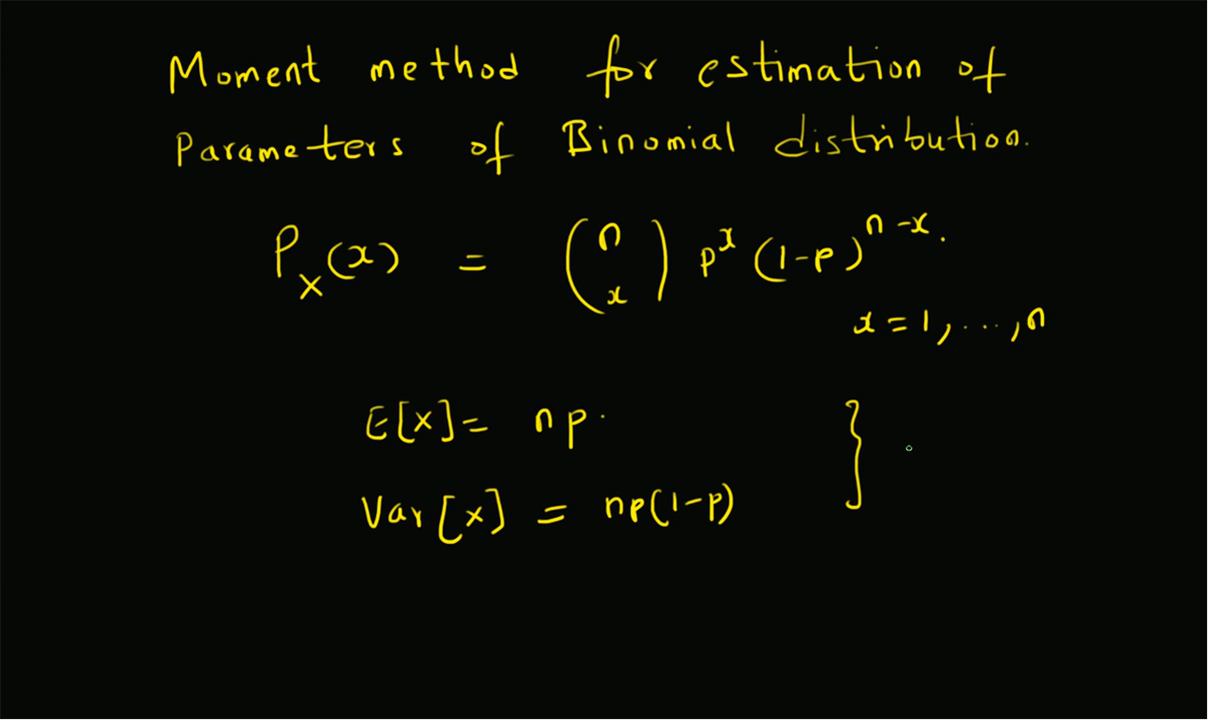 Moment method for estimation of
Parameters of Binomial distribution.
P_X(x) = (n x) p^x (1-p)^{n-x}.
x = 1, ..., n
E[X] = np.
Var[X] = np(1-p)